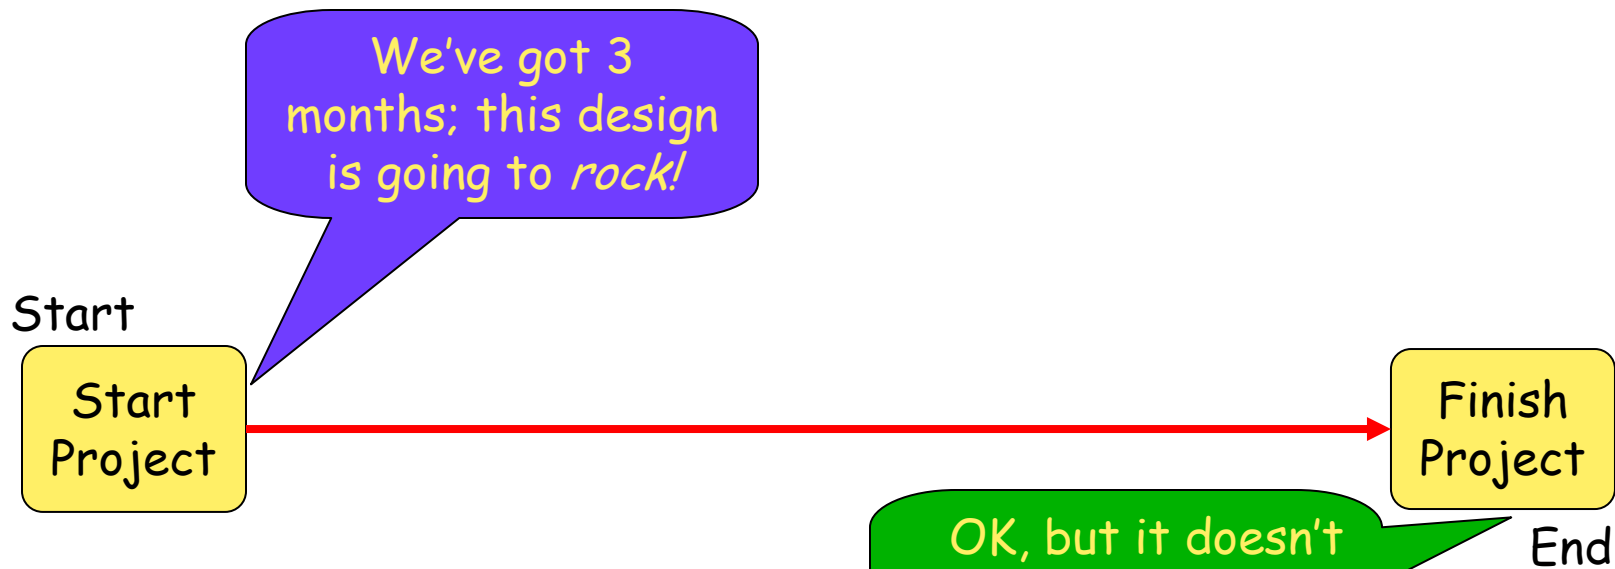 We've got 3
months; this design
is going to rock!
Start
Start
Project
Finish
Project
OK, but it doesn't
End